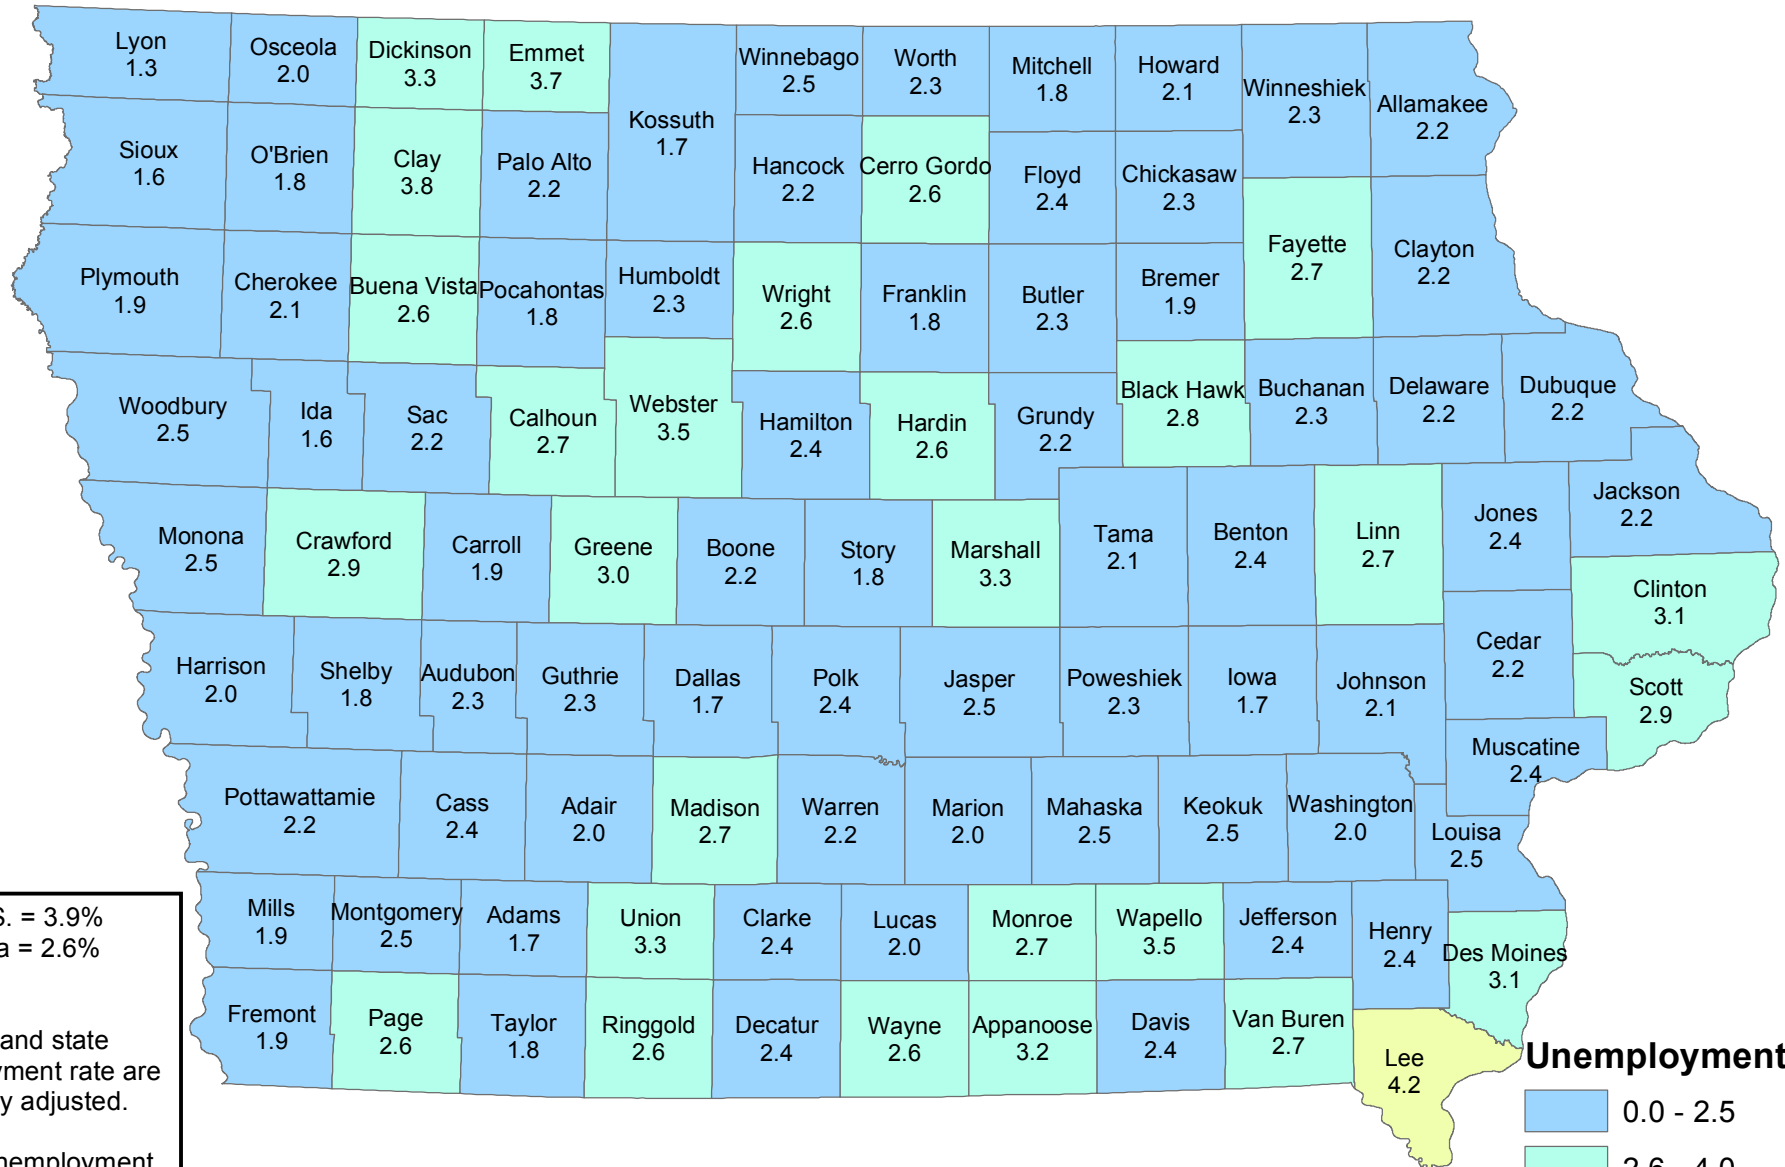 Lyon
1.3
Osceola
2.0
Dickinson
3.3
Emmet
3.7
Kossuth
1.7
Winnebago
2.5
Worth
2.3
Mitchell
1.8
Howard
2.1
Winneshiek
2.3
Allamakee
2.2
Sioux
1.6
O'Brien
1.8
Clay
3.8
Palo Alto
2.2
Hancock
2.2
Cerro Gordo
2.6
Floyd
2.4
Chickasaw
2.3
Fayette
2.7
Clayton
2.2
Plymouth
1.9
Cherokee
2.1
Buena Vista
2.6
Pocahontas
1.8
Humboldt
2.3
Wright
2.6
Franklin
1.8
Butler
2.3
Bremer
1.9
Woodbury
2.5
Ida
1.6
Sac
2.2
Calhoun
2.7
Webster
3.5
Hamilton
2.4
Hardin
2.6
Grundy
2.2
Black Hawk
2.8
Buchanan
2.3
Delaware
2.2
Dubuque
2.2
Monona
2.5
Crawford
2.9
Carroll
1.9
Greene
3.0
Boone
2.2
Story
1.8
Marshall
3.3
Tama
2.1
Benton
2.4
Linn
2.7
Jones
2.4
Jackson
2.2
Clinton
3.1
Harrison
2.0
Shelby
1.8
Audubon
2.3
Guthrie
2.3
Dallas
1.7
Polk
2.4
Jasper
2.5
Poweshiek
2.3
Iowa
1.7
Johnson
2.1
Cedar
2.2
Scott
2.9
Muscatine
2.4
Pottawattamie
2.2
Cass
2.4
Adair
2.0
Madison
2.7
Warren
2.2
Marion
2.0
Mahaska
2.5
Keokuk
2.5
Washington
2.0
Louisa
2.5
Mills
1.9
Montgomery
2.5
Adams
1.7
Union
3.3
Clarke
2.4
Lucas
2.0
Monroe
2.7
Wapello
3.5
Jefferson
2.4
Henry
2.4
Des Moines
3.1
Fremont
1.9
Page
2.6
Taylor
1.8
Ringgold
2.6
Decatur
2.4
Wayne
2.6
Appanoose
3.2
Davis
2.4
Van Buren
2.7
Lee
4.2
S. = 3.9%
a = 2.6%
and state
yment rate are
y adjusted.
nemployment
Unemployment
0.0 - 2.5
2.6 - 4.0